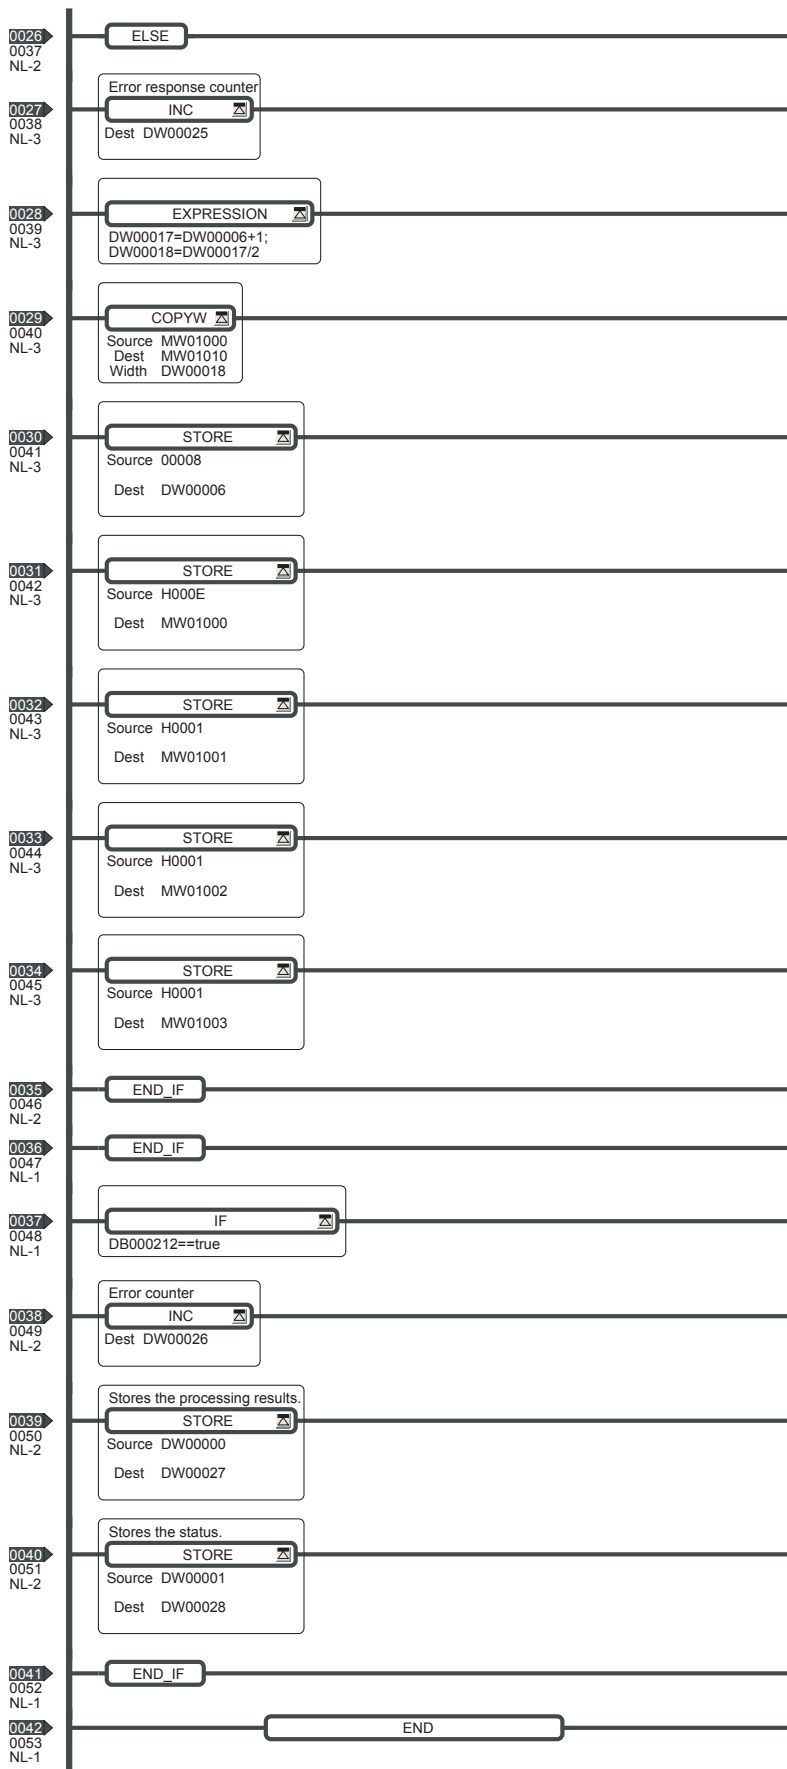 0026
0037
NL-2
ELSE
0027
0038
NL-3
Error response counter
INC
Dest DW00025
0028
0039
NL-3
EXPRESSION
DW00017=DW00006+1;
DW00018=DW00017/2
0029
0040
NL-3
COPYW
Source MW01000
Dest MW01010
Width DW00018
0030
0041
NL-3
STORE
Source 00008
Dest DW00006
0031
0042
NL-3
STORE
Source H000E
Dest MW01000
0032
0043
NL-3
STORE
Source H0001
Dest MW01001
0033
0044
NL-3
STORE
Source H0001
Dest MW01002
0034
0045
NL-3
STORE
Source H0001
Dest MW01003
0035
0046
NL-2
END_IF
0036
0047
NL-1
END_IF
0037
0048
NL-1
IF
DB000212==true
0038
0049
NL-2
Error counter
INC
Dest DW00026
0039
0050
NL-2
Stores the processing results.
STORE
Source DW00000
Dest DW00027
0040
0051
NL-2
Stores the status.
STORE
Source DW00001
Dest DW00028
0041
0052
NL-1
END_IF
0042
0053
NL-1
END